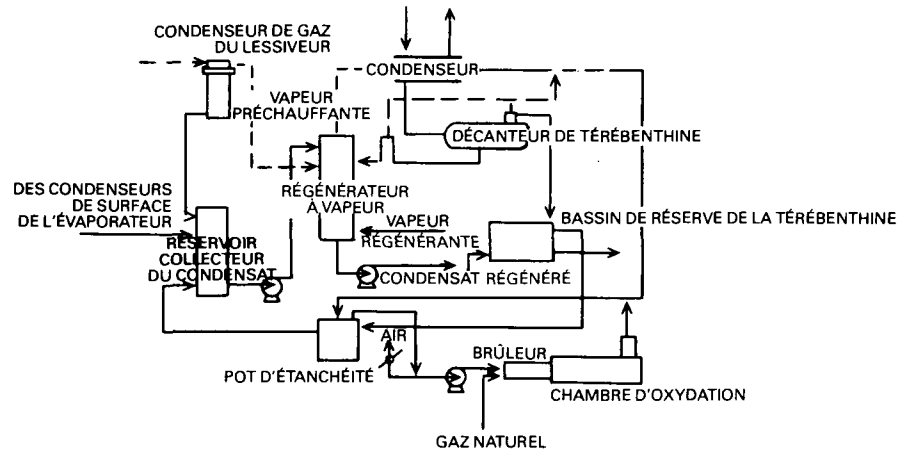 CONDENSEUR DE GAZ
DU LESSIVEUR
CONDENSEUR
VAPEUR
PRÉCHAUFFANTE
DÉCANTEUR DE TÉRÉBENTHINE
DES CONDENSEURS
DE SURFACE
DE L'ÉVAPORATEUR
RÉGÉNÉRATEUR
À VAPEUR
VAPEUR
RÉGÉNÉRANTE
BASSIN DE RÉSERVE DE LA TÉRÉBENTHINE
RÉSERVOIR
COLLECTEUR
DU CONDENSAT
CONDENSAT RÉGÉNÉRÉ
AIR
POT D'ÉTANCHÉITÉ
BRÛLEUR
CHAMBRE D'OXYDATION
GAZ NATUREL